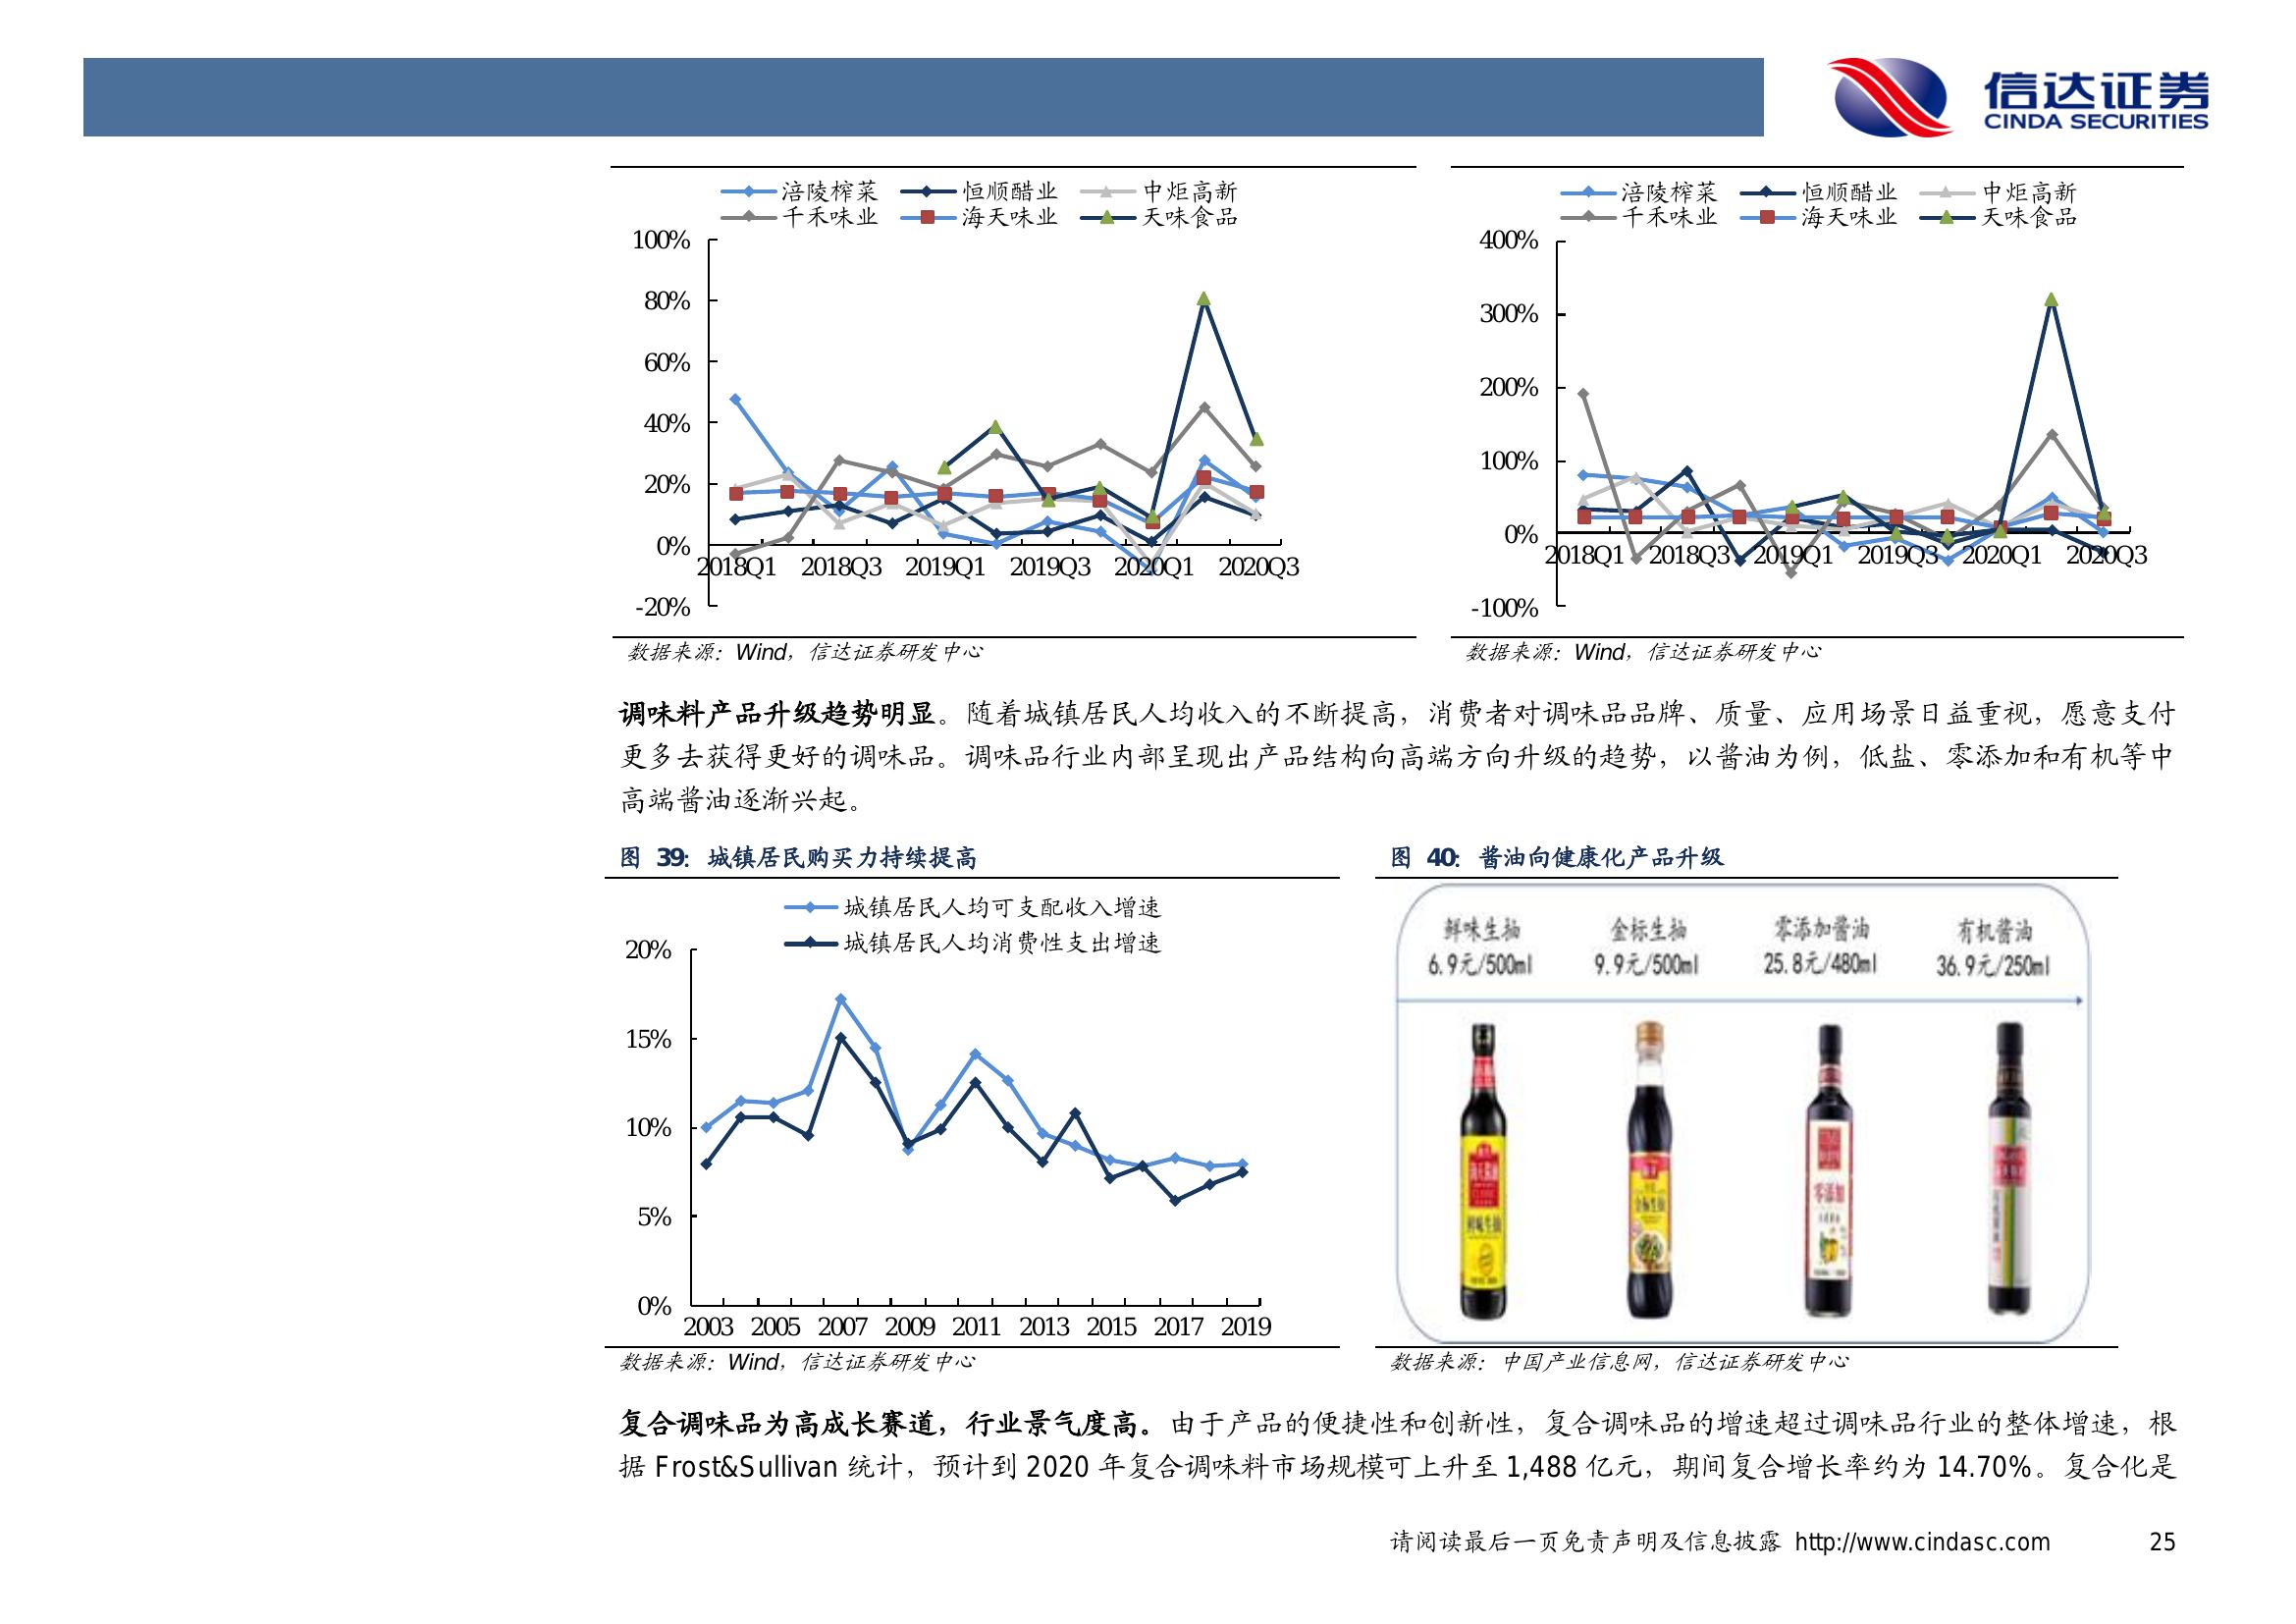 信达证券
CINDA SECURITIES
涪陵榨菜 恒顺醋业 中炬高新
千禾味业 海天味业 天味食品
100%
80%
60%
40%
20%
0%
-20%
2018Q1 2018Q3 2019Q1 2019Q3 2020Q1 2020Q3
数据来源：Wind，信达证券研发中心
涪陵榨菜 恒顺醋业 中炬高新
千禾味业 海天味业 天味食品
400%
300%
200%
100%
0%
-100%
2018Q1 2018Q3 2019Q1 2019Q3 2020Q1 2020Q3
数据来源：Wind，信达证券研发中心
调味料产品升级趋势明显。随着城镇居民人均收入的不断提高，消费者对调味品品牌、质量、应用场景日益重视，愿意支付
更多去获得更好的调味品。调味品行业内部呈现出产品结构向高端方向升级的趋势，以酱油为例，低盐、零添加和有机等中
高端酱油逐渐兴起。
图 39：城镇居民购买力持续提高
城镇居民人均可支配收入增速
城镇居民人均消费性支出增速
20%
15%
10%
5%
0%
2003 2005 2007 2009 2011 2013 2015 2017 2019
数据来源：Wind，信达证券研发中心
图 40：酱油向健康化产品升级
鲜味生抽 金标生抽 零添加酱油 有机酱油
6.9元/500ml 9.9元/500ml 25.8元/480ml 36.9元/250ml
鲜味生抽
金标生抽
零添加
数据来源：中国产业信息网，信达证券研发中心
复合调味品为高成长赛道，行业景气度高。由于产品的便捷性和创新性，复合调味品的增速超过调味品行业的整体增速，根
据 Frost&Sullivan 统计，预计到 2020 年复合调味料市场规模可上升至 1,488 亿元，期间复合增长率约为 14.70%。复合化是
请阅读最后一页免责声明及信息披露 http://www.cindasc.com 25